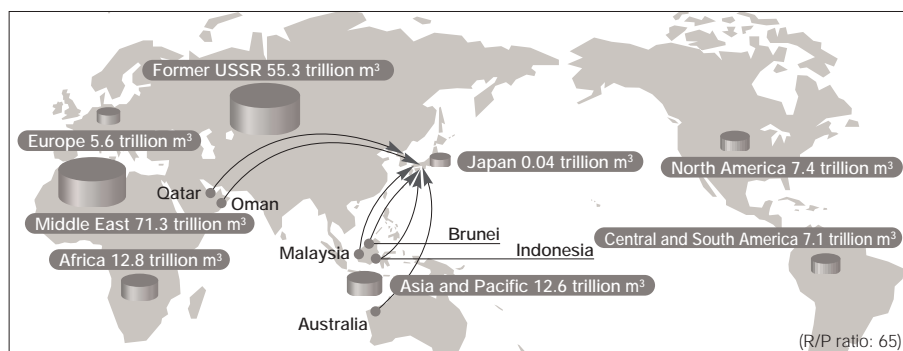 Former USSR 55.3 trillion m³
Europe 5.6 trillion m³
Japan 0.04 trillion m³
North America 7.4 trillion m³
Qatar
Oman
Middle East 71.3 trillion m³
Brunei
Malaysia
Indonesia
Central and South America 7.1 trillion m³
Africa 12.8 trillion m³
Asia and Pacific 12.6 trillion m³
Australia
(R/P ratio: 65)